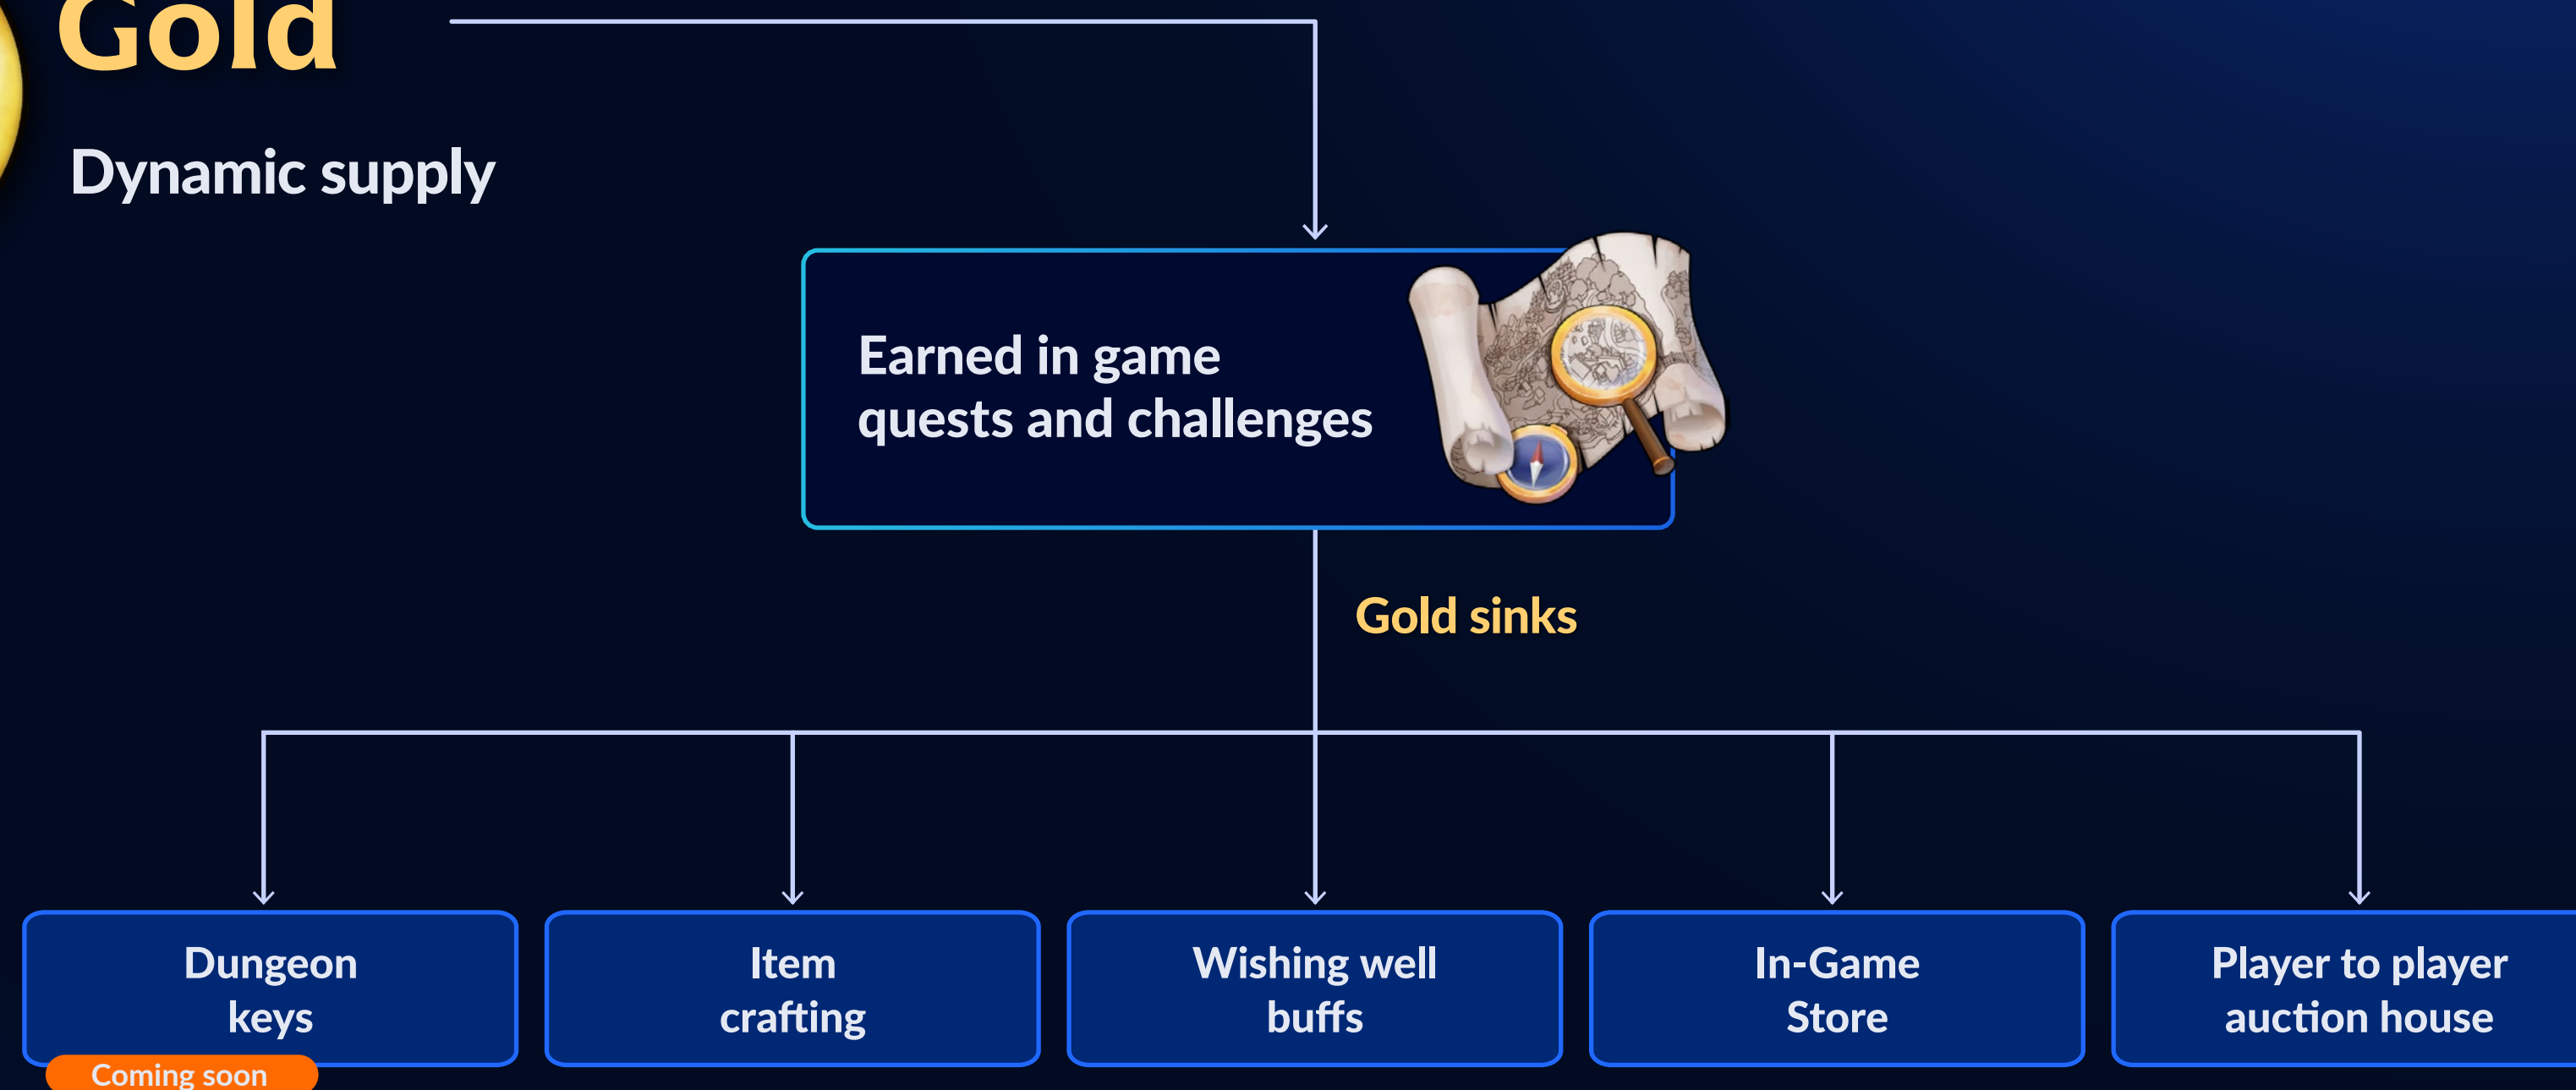 Gold
Dynamic supply
Earned in game
quests and challenges
Gold sinks
Dungeon
keys
Item
crafting
Wishing well
buffs
In-Game
Store
Player to player
auction house
Coming soon